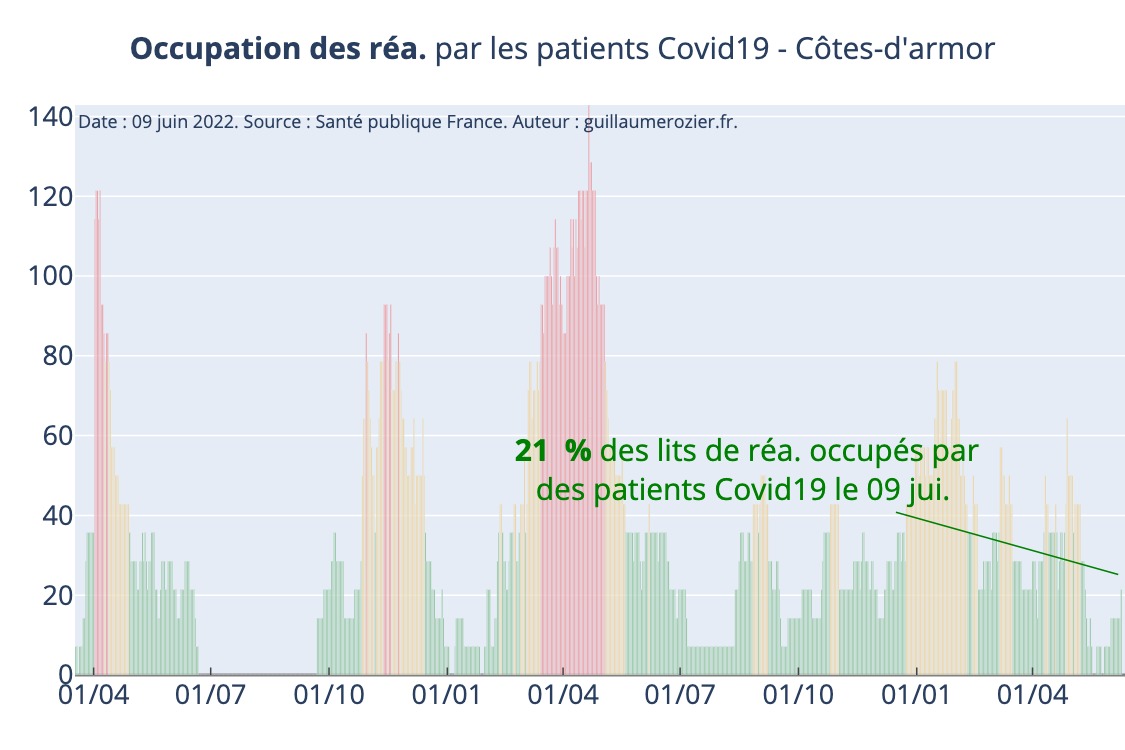 Occupation des réa. par les patients Covid19 - Côtes-d'armor
140
Date : 09 juin 2022. Source : Santé publique France. Auteur : guillaumerozier.fr.
120
100
80
60
21 % des lits de réa. occupés par
des patients Covid19 le 09 jui.
40
20
0
01/04 01/07 01/10 01/01 01/04 01/07 01/10 01/01 01/04